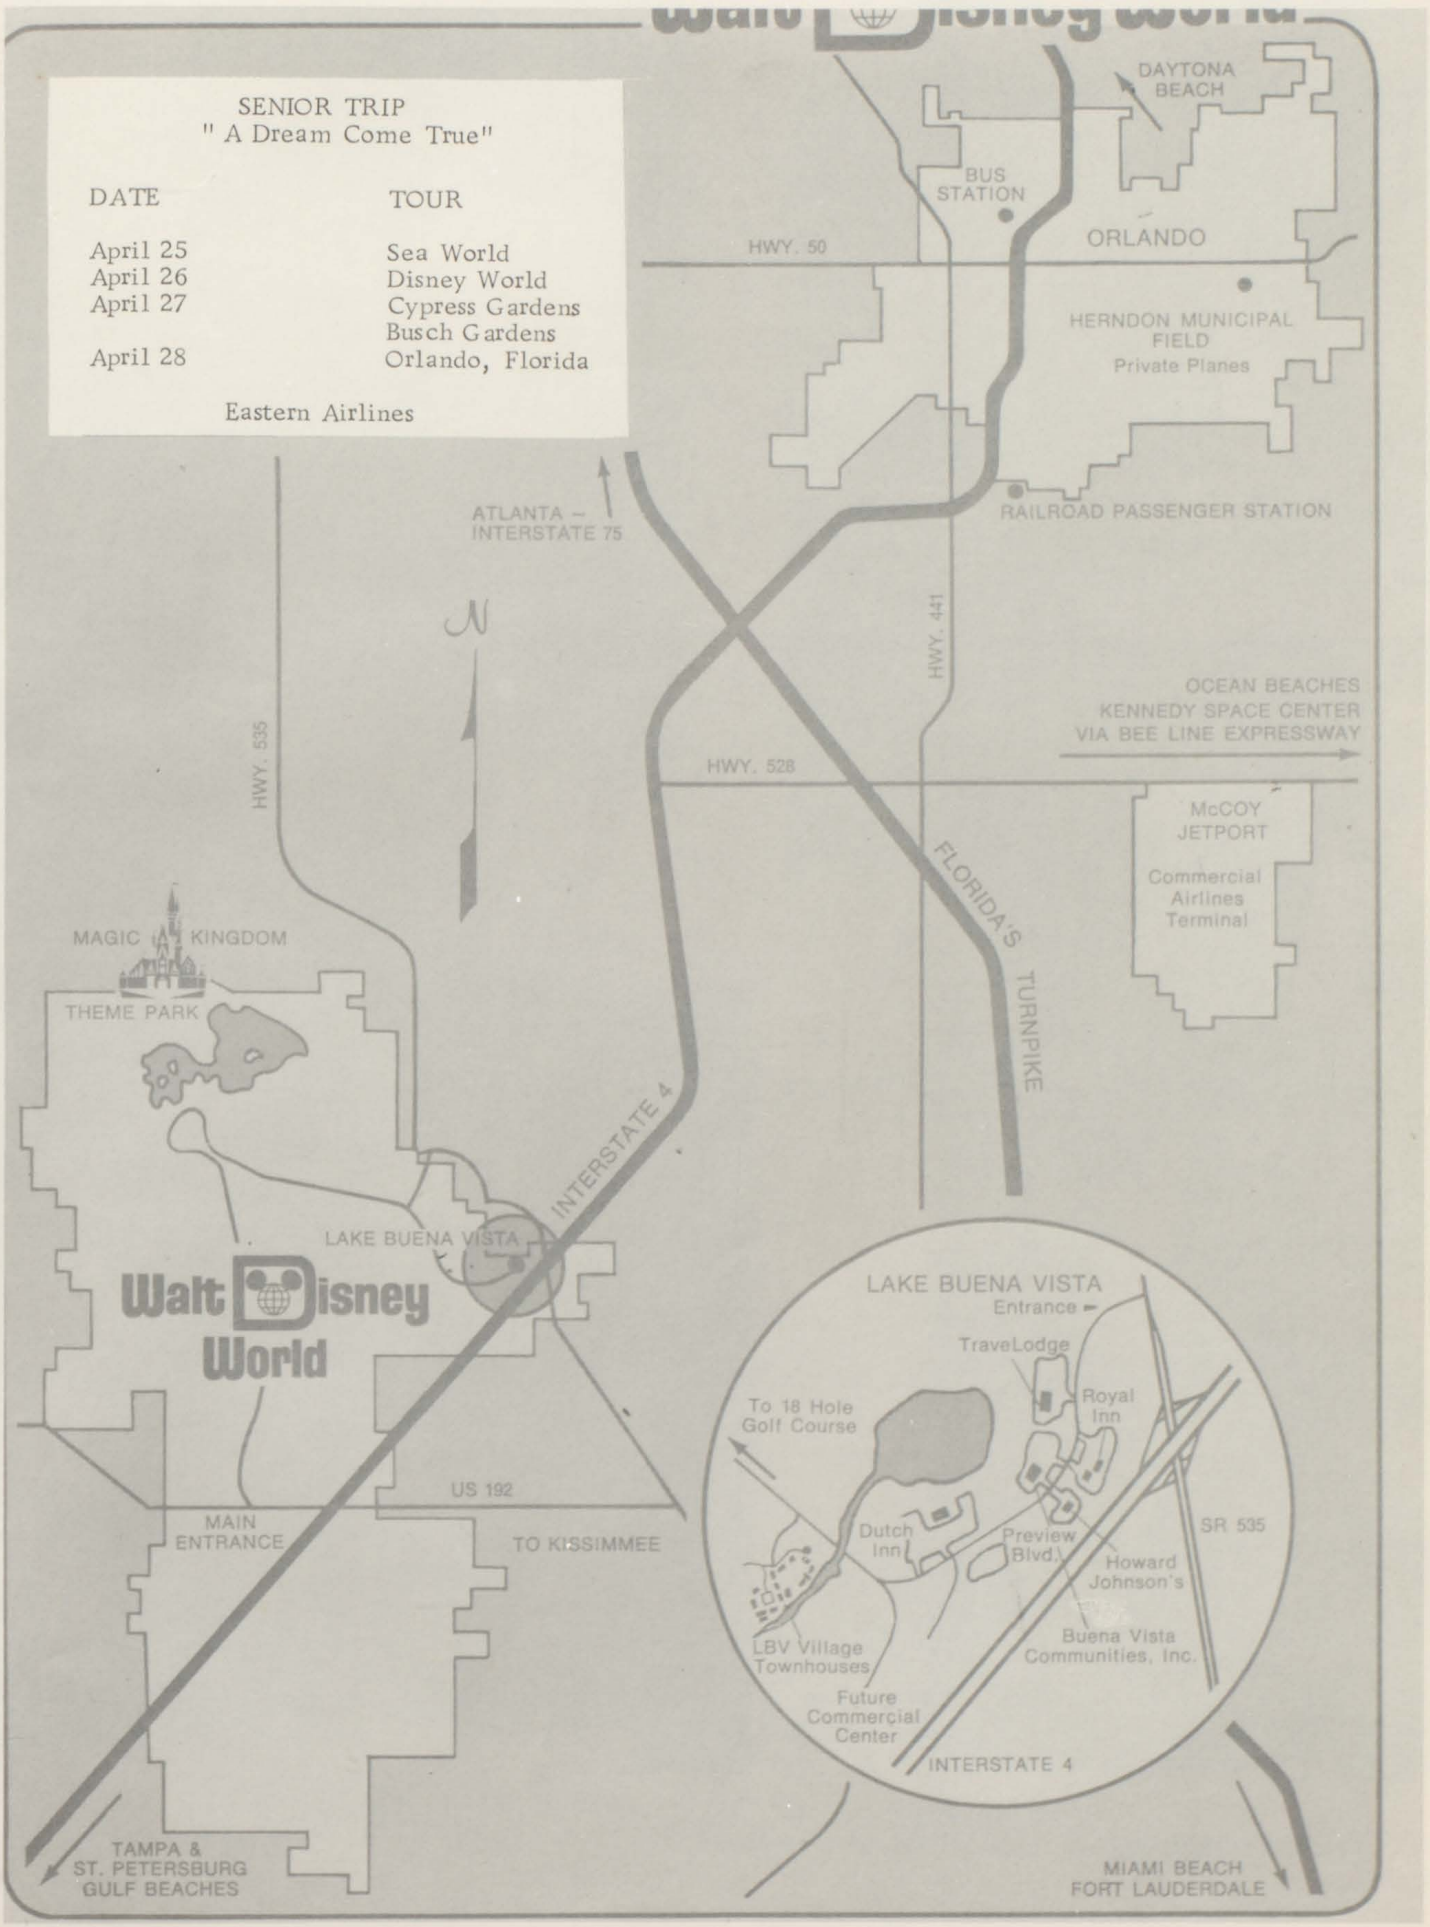 Walt Disney World
SENIOR TRIP
" A Dream Come True"
DATE TOUR
April 25 Sea World
April 26 Disney World
April 27 Cypress Gardens
Busch Gardens
April 28 Orlando, Florida
Eastern Airlines
DAYTONA
BEACH
BUS
STATION
HWY. 50
ORLANDO
HERNDON MUNICIPAL
FIELD
Private Planes
ATLANTA –
INTERSTATE 75
RAILROAD PASSENGER STATION
N
HWY. 441
HWY. 535
OCEAN BEACHES
KENNEDY SPACE CENTER
VIA BEE LINE EXPRESSWAY
HWY. 528
McCOY
JETPORT
Commercial
Airlines
Terminal
FLORIDA'S TURNPIKE
MAGIC KINGDOM
THEME PARK
INTERSTATE 4
LAKE BUENA VISTA
Walt Disney
World
US 192
MAIN
ENTRANCE
TO KISSIMMEE
LAKE BUENA VISTA
Entrance
TraveLodge
To 18 Hole
Golf Course
Royal
Inn
Dutch
Inn
Preview
Blvd.
SR 535
Howard
Johnson's
Buena Vista
Communities, Inc.
LBV Village
Townhouses
Future
Commercial
Center
INTERSTATE 4
TAMPA &
ST. PETERSBURG
GULF BEACHES
MIAMI BEACH
FORT LAUDERDALE